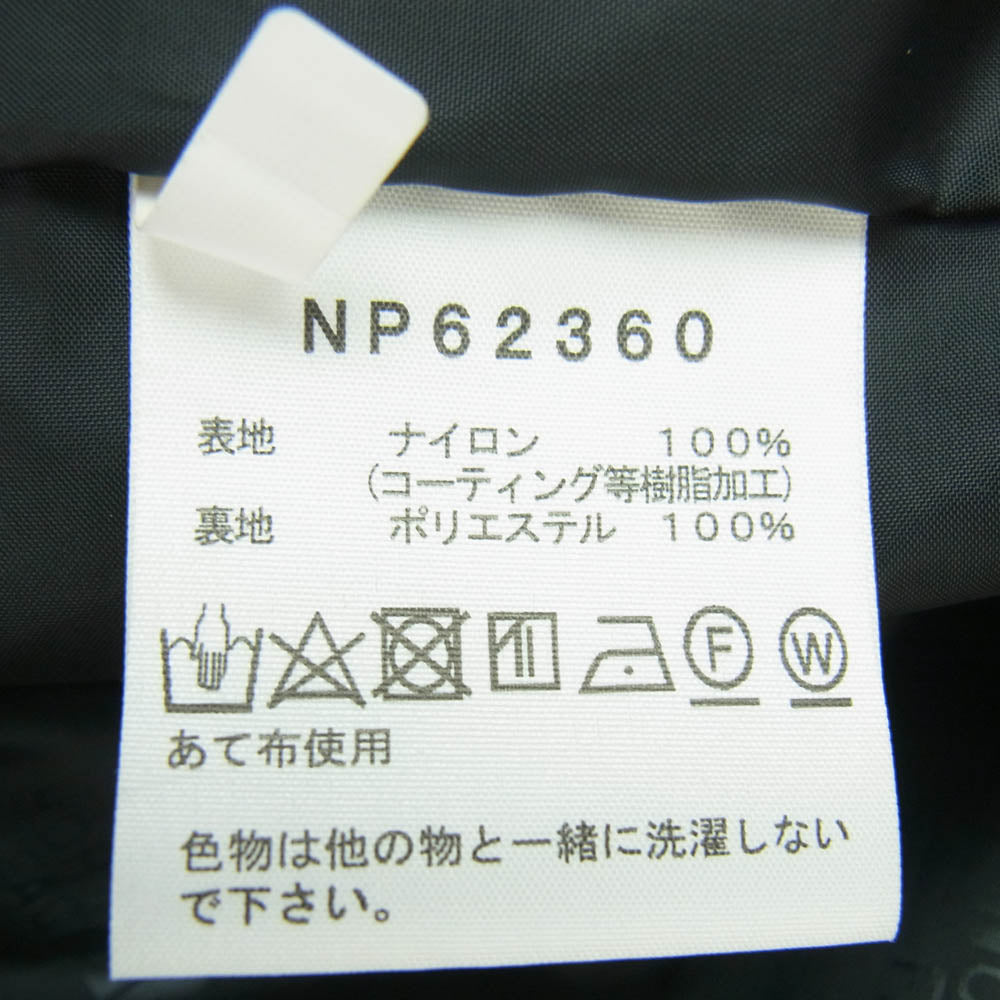 NP62360
表地 ナイロン 100%
(コーティング等樹脂加工)
裏地 ポリエステル 100%
F W
あて布使用
色物は他の物と一緒に洗濯しない
で下さい。